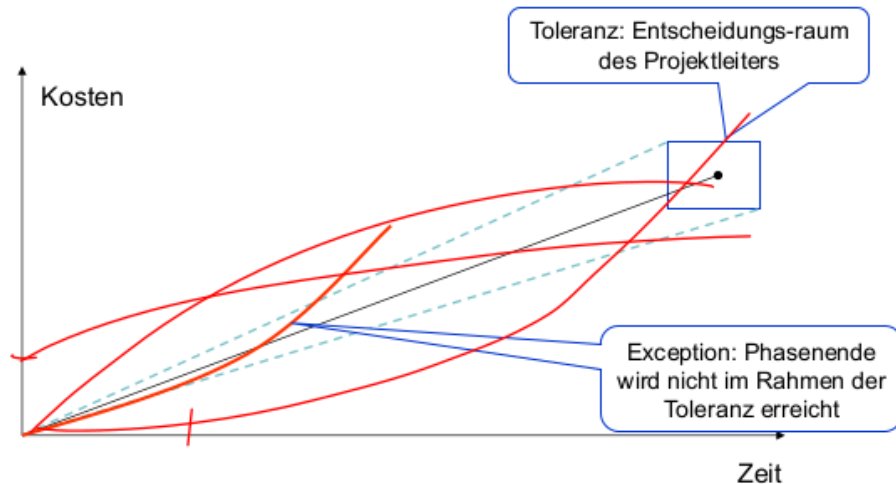 Toleranz: Entscheidungs-raum
des Projektleiters
Kosten
Exception: Phasenende
wird nicht im Rahmen der
Toleranz erreicht
Zeit